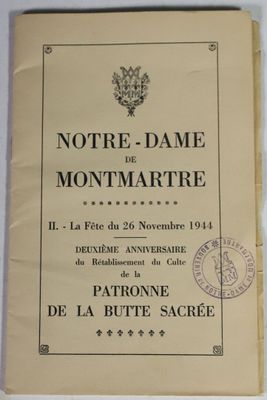 NOTRE-DAME
DE
MONTMARTRE
II. - La Fête du 26 Novembre 1944
DEUXIÈME ANNIVERSAIRE
du Rétablissement du Culte
de la
PATRONNE
DE LA BUTTE SACRÉE